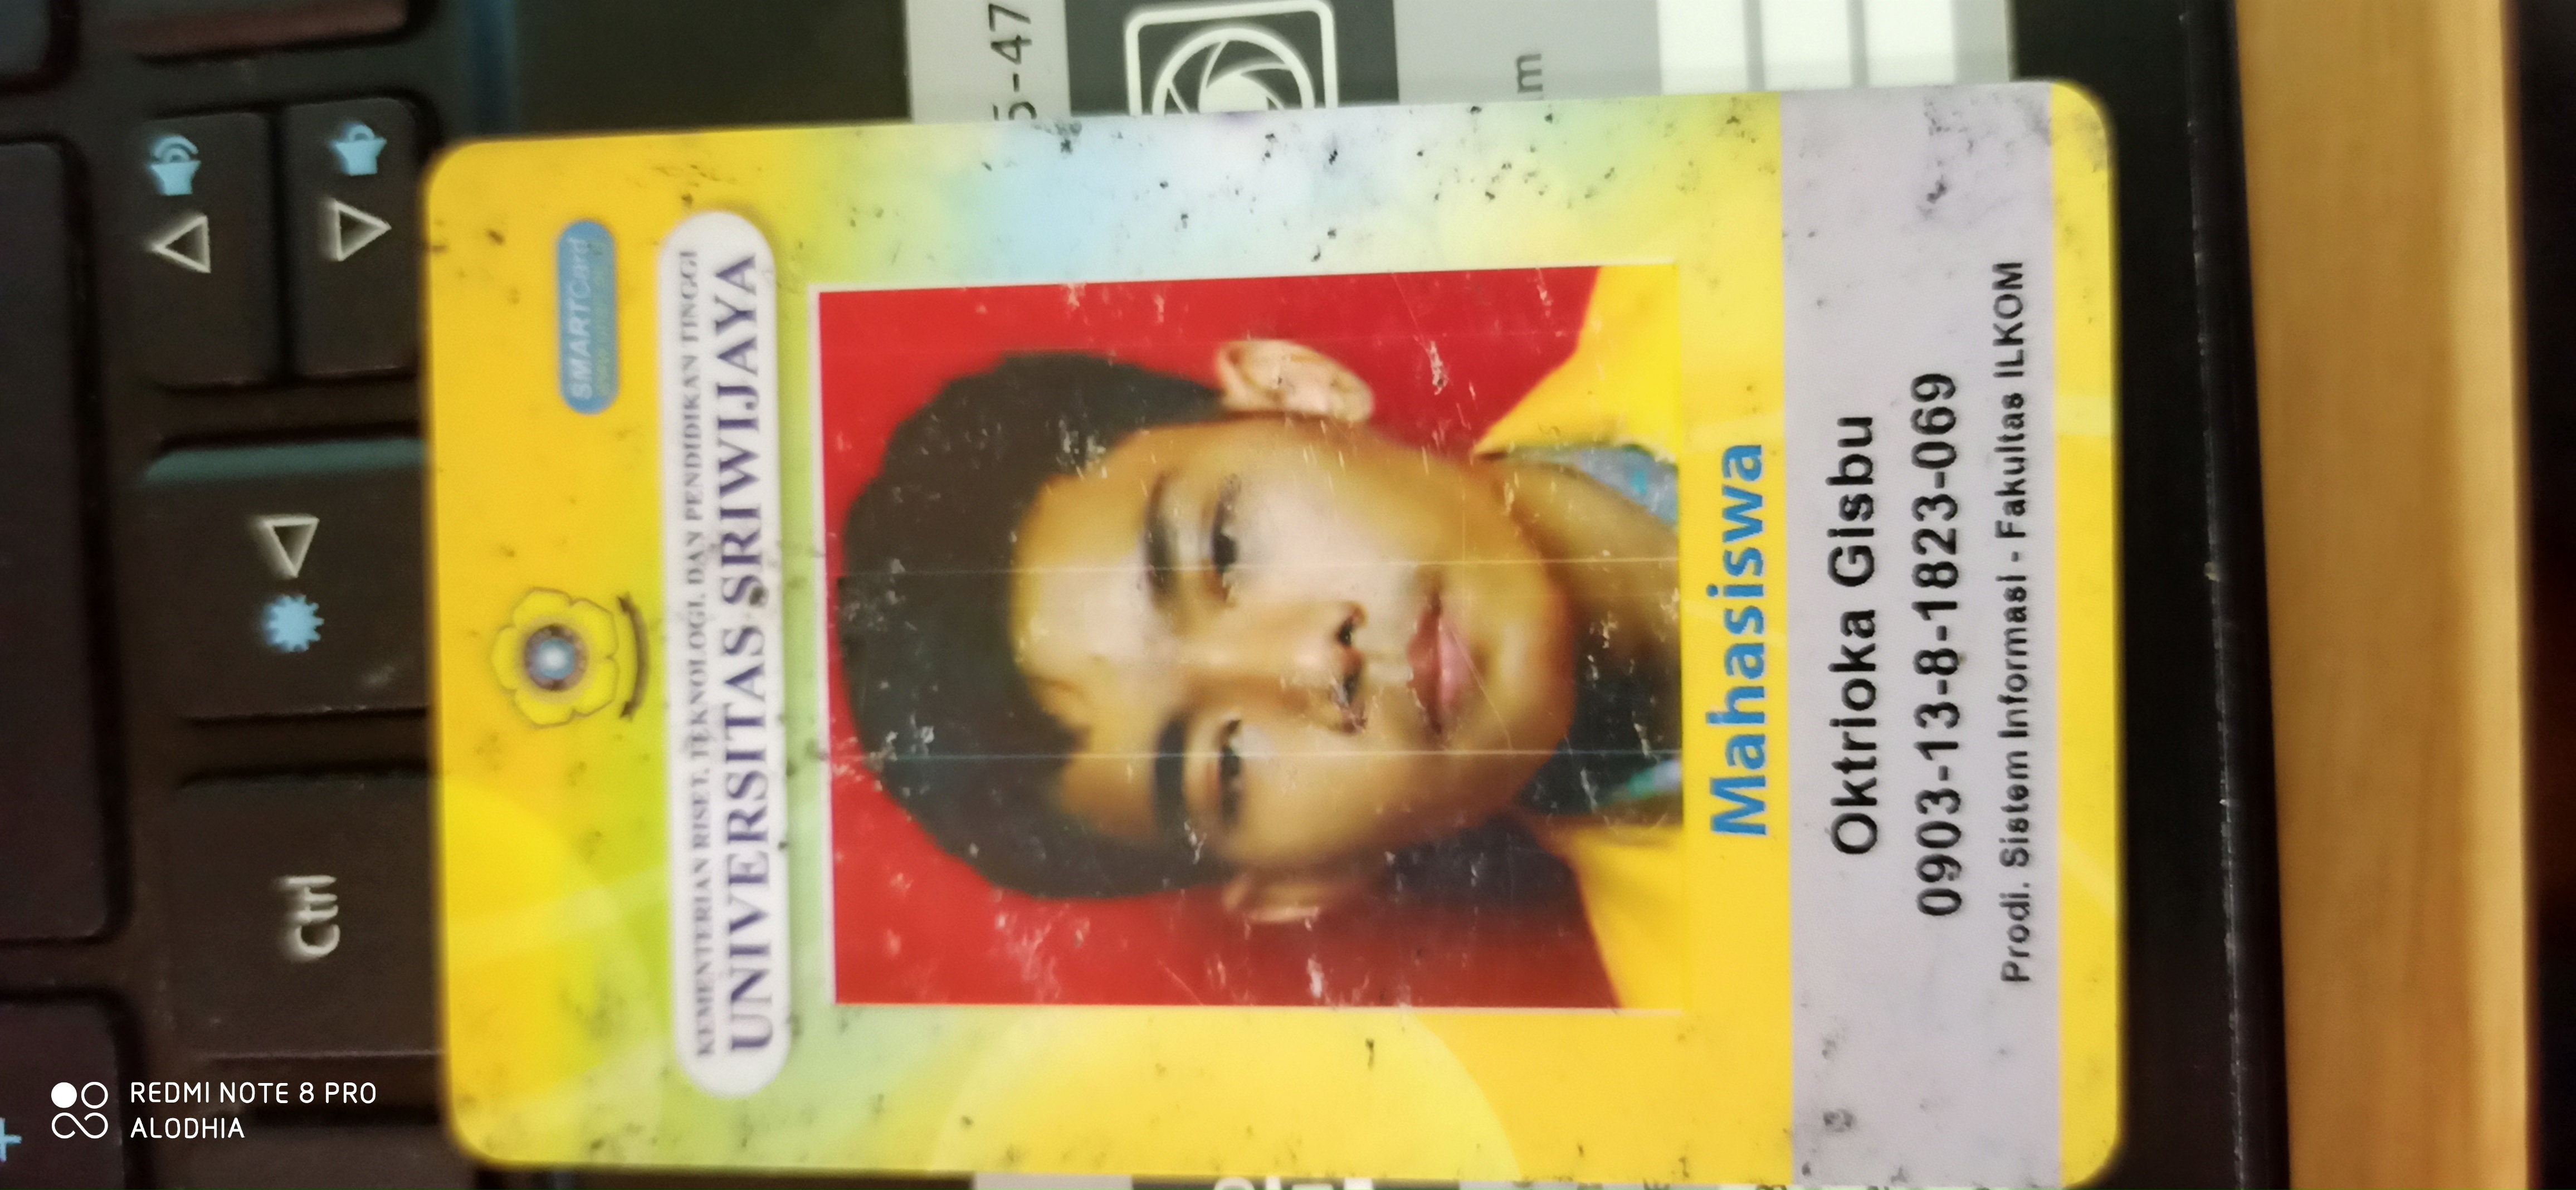 SMARTCard
KEMENTERIAN RISET, TEKNOLOGI, DAN PENDIDIKAN TINGGI
UNIVERSITAS SRIWIJAYA
Mahasiswa
Oktrioka Gisbu
0903-13-8-1823-069
Prodi. Sistem Informasi - Fakultas ILKOM
Ctrl
5-47
REDMI NOTE 8 PRO
ALODHIA